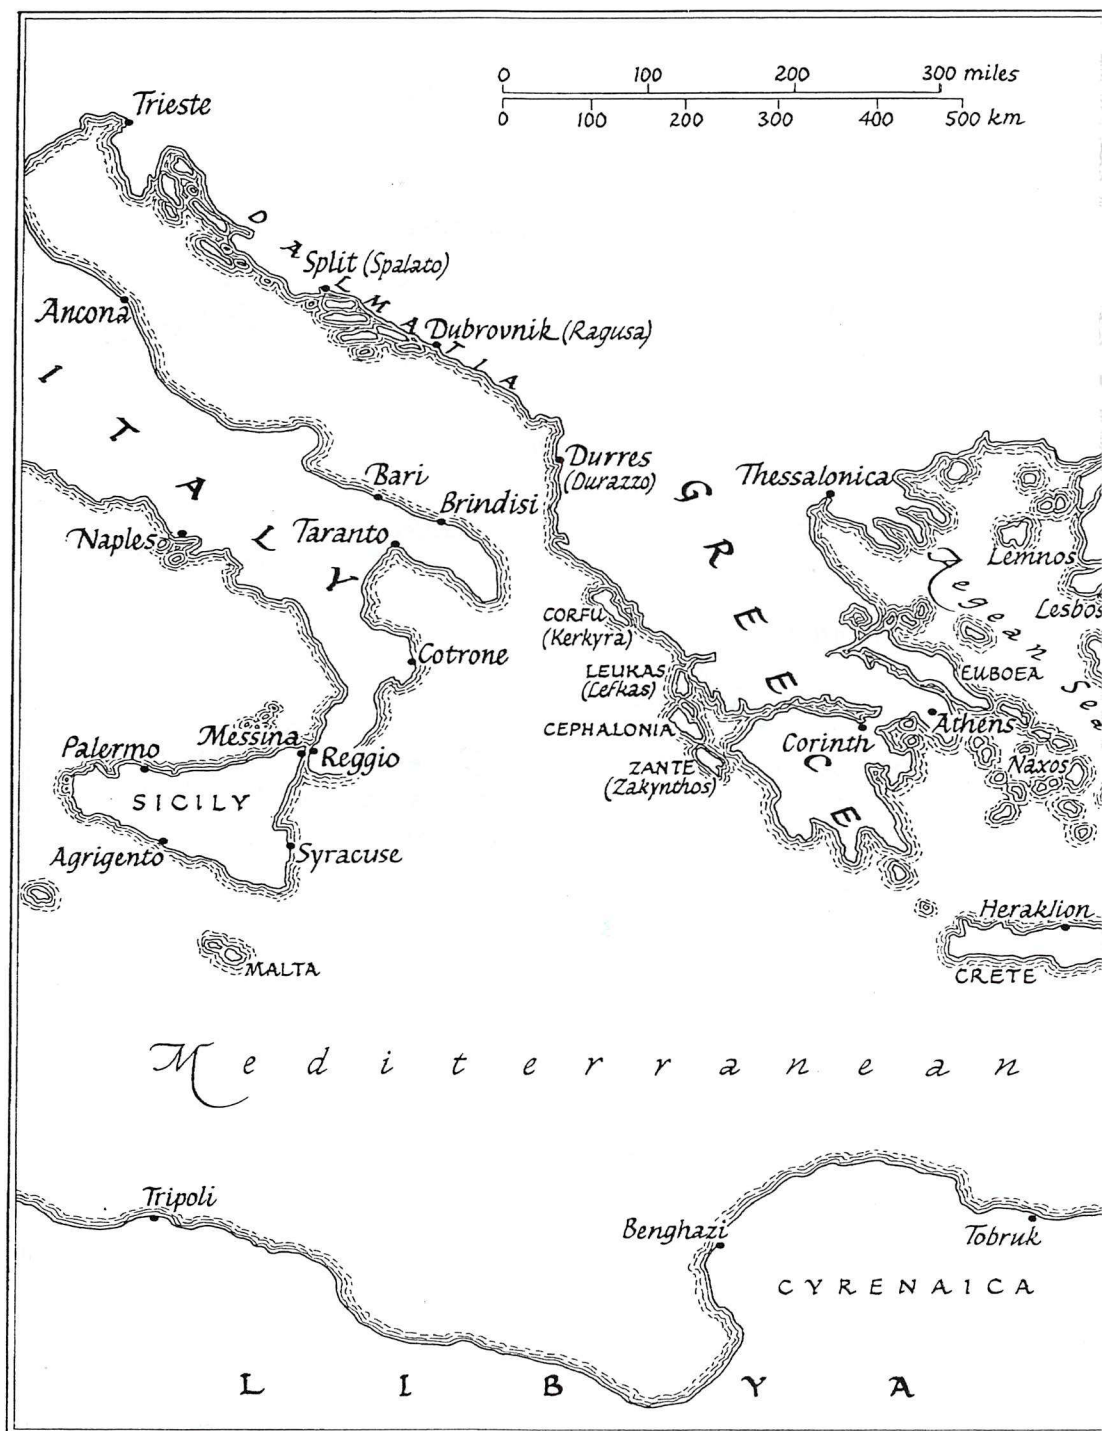 0 100 200 300 miles
0 100 200 300 400 500 km
Trieste
DALMATIA
Split (Spalato)
Ancona
Dubrovnik (Ragusa)
ITALY
Durres
(Durazzo)
GREECE
Thessalonica
Bari
Brindisi
Naples
Taranto
Lemnos
Aegean Sea
Lesbos
CORFU
(Kerkyra)
Cotrone
LEUKAS
(Lefkas)
EUBOEA
CEPHALONIA
Athens
Messina
Reggio
Corinth
Palermo
ZANTE
(Zakynthos)
Naxos
SICILY
Agrigento
Syracuse
Heraklion
MALTA
CRETE
Mediterranean
Tripoli
Benghazi
Tobruk
CYRENAICA
LIBYA